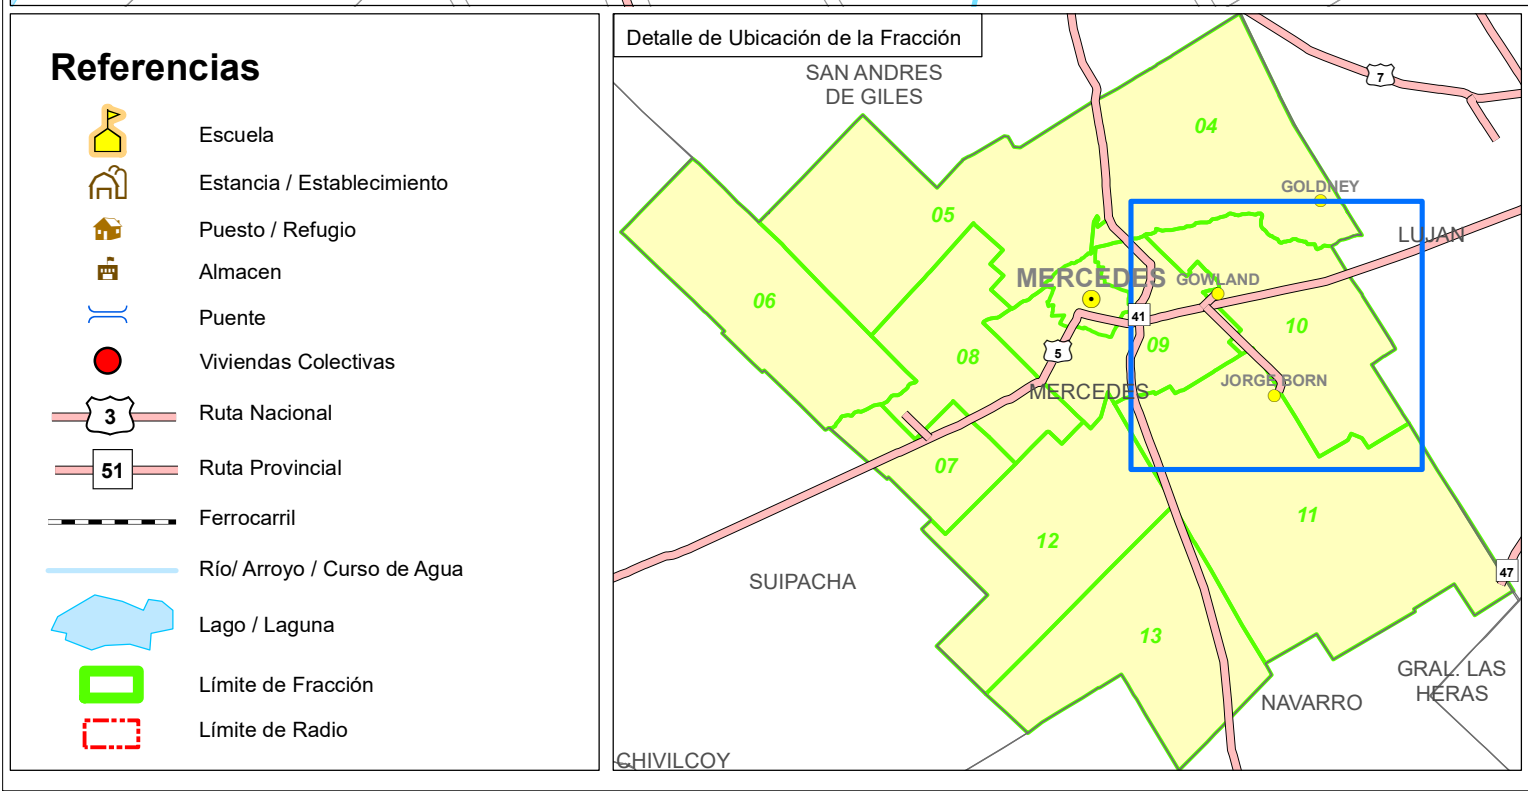 Referencias
Escuela
Estancia / Establecimiento
Puesto / Refugio
Almacen
Puente
Viviendas Colectivas
3
Ruta Nacional
51
Ruta Provincial
Ferrocarril
Río/ Arroyo / Curso de Agua
Lago / Laguna
Límite de Fracción
Límite de Radio
Detalle de Ubicación de la Fracción
SAN ANDRES
DE GILES
7
04
GOLDNEY
05
LUJAN
MERCEDES
GOWLAND
06
41
10
09
5
08
JORGE BORN
MERCEDES
07
11
12
47
SUIPACHA
13
GRAL. LAS
HERAS
NAVARRO
CHIVILCOY